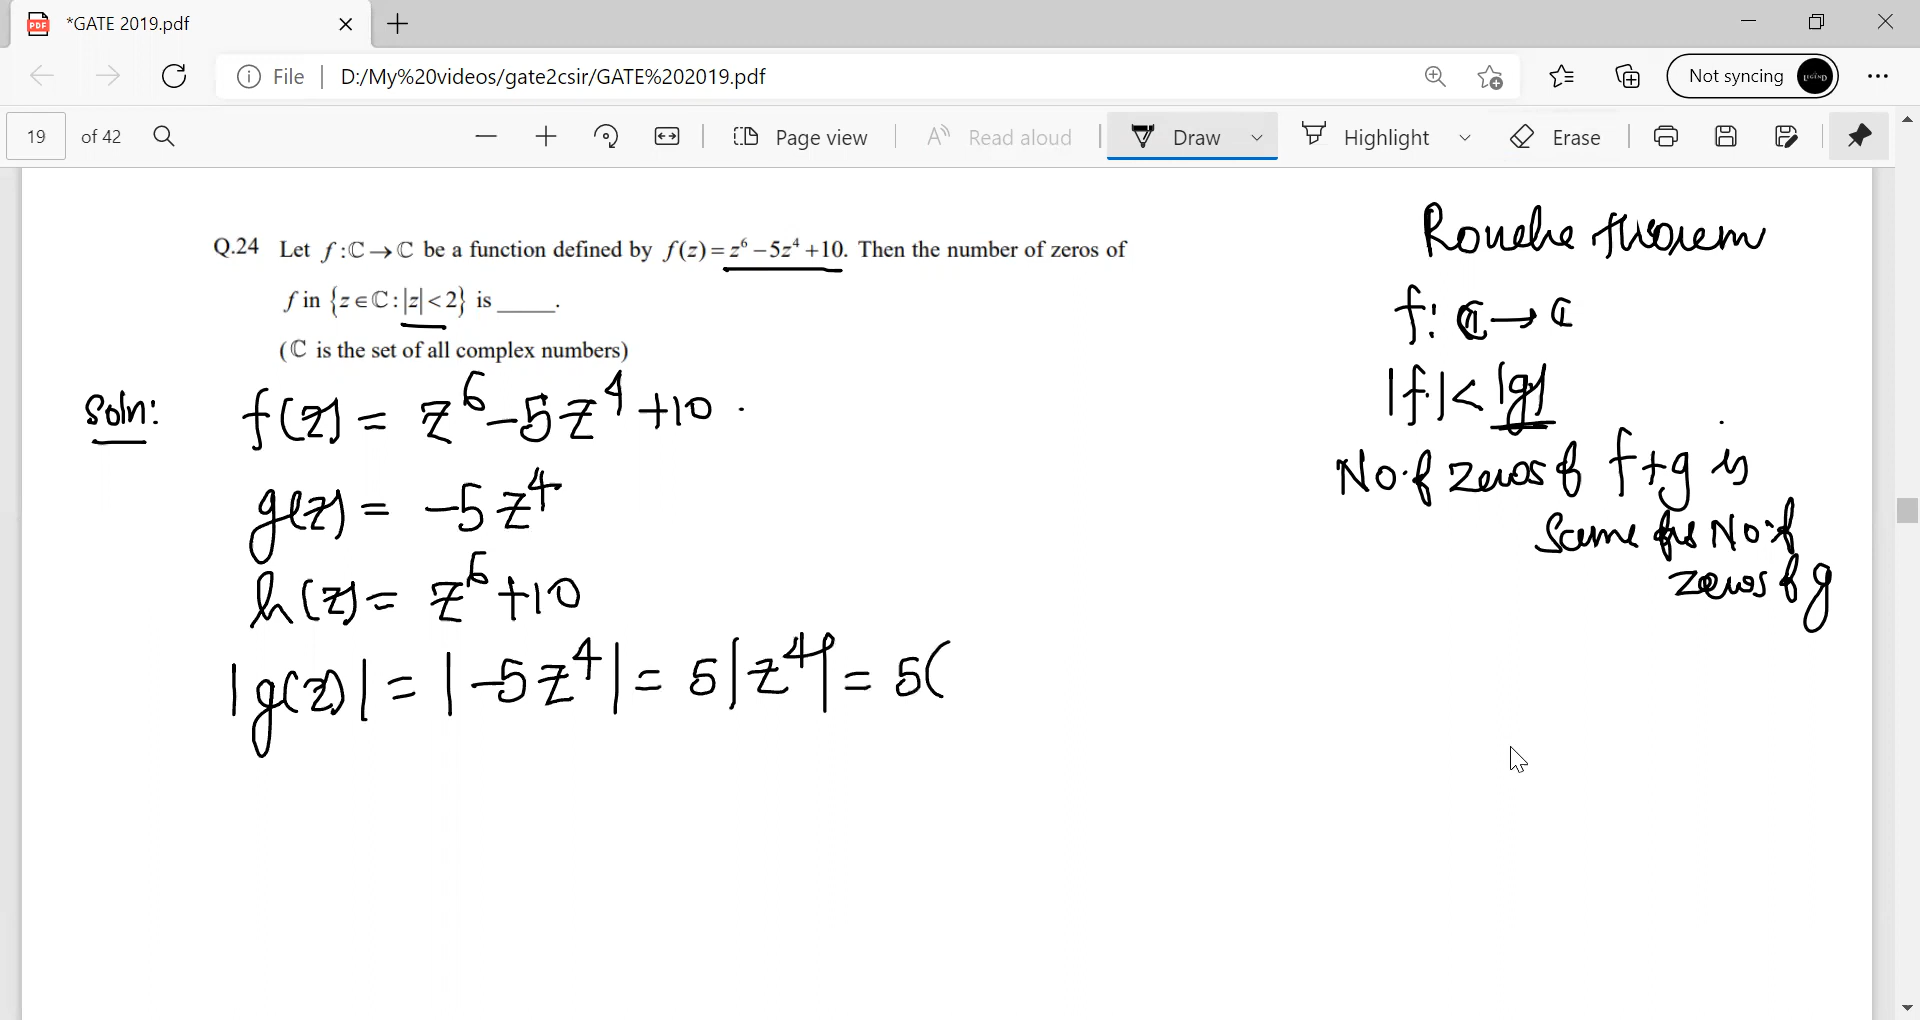 *GATE 2019.pdf
File | D:/My%20videos/gate2csir/GATE%202019.pdf
Not syncing
LEGEND
19 of 42
Page view
Read aloud
Draw
Highlight
Erase
Q.24 Let f : ℂ → ℂ be a function defined by f(z) = z⁶ − 5z⁴ + 10. Then the number of zeros of
f in {z ∈ ℂ : |z| < 2} is _____.
(ℂ is the set of all complex numbers)
Soln:
f(z) = z⁶ − 5z⁴ + 10 .
g(z) = −5z⁴
h(z) = z⁶ + 10
|g(z)| = |−5z⁴| = 5|z⁴| = 5(
Rouche theorem
f: ℂ → ℂ
|f| < |g|
No. of zeros of f+g is
same as No. of
zeros of g